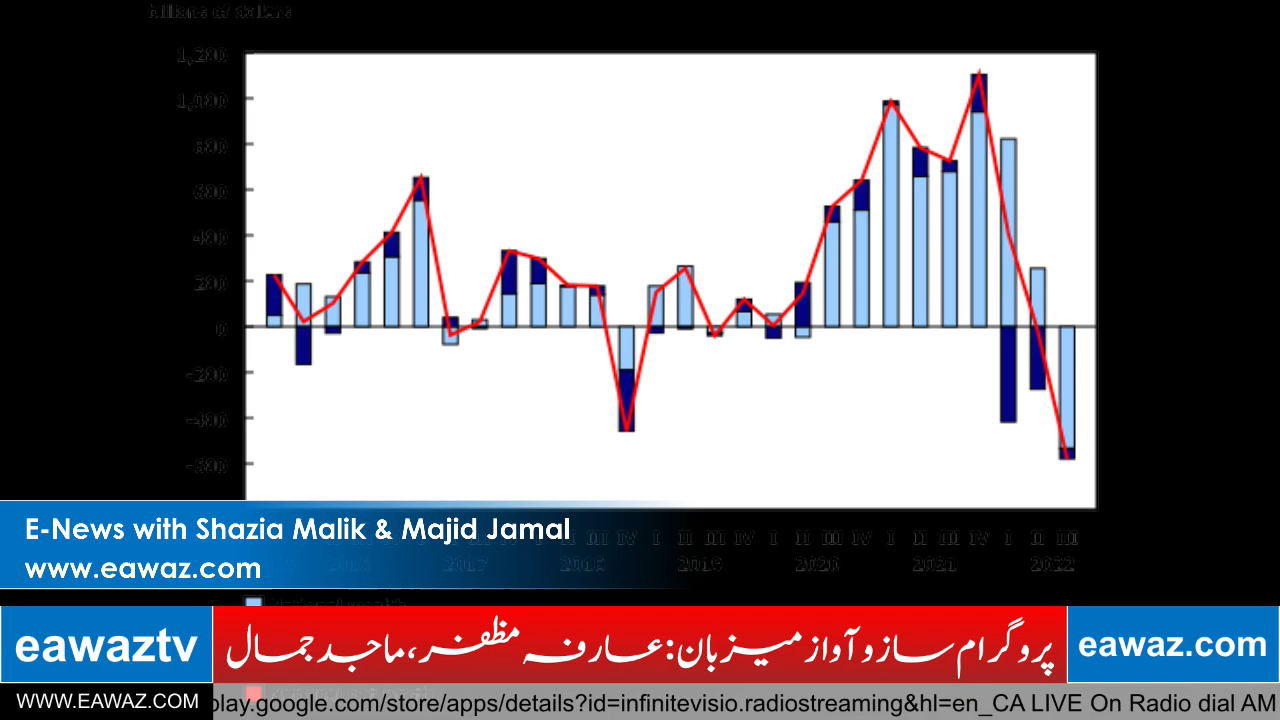 billions of dollars
1,200
1,000
800
600
400
200
0
-200
-400
-600
III IV I II III IV I II III IV I II III IV I II III
2016 2017 2018 2019 2020 2021 2022
E-News with Shazia Malik & Majid Jamal
www.eawaz.com
National wealth
eawaztv
پروگرام ساز و آواز میزبان: عارفہ مظفر، ماجد جمال
eawaz.com
WWW.EAWAZ.COM
play.google.com/store/apps/details?id=infinitevisio.radiostreaming&hl=en_CA LIVE On Radio dial AM